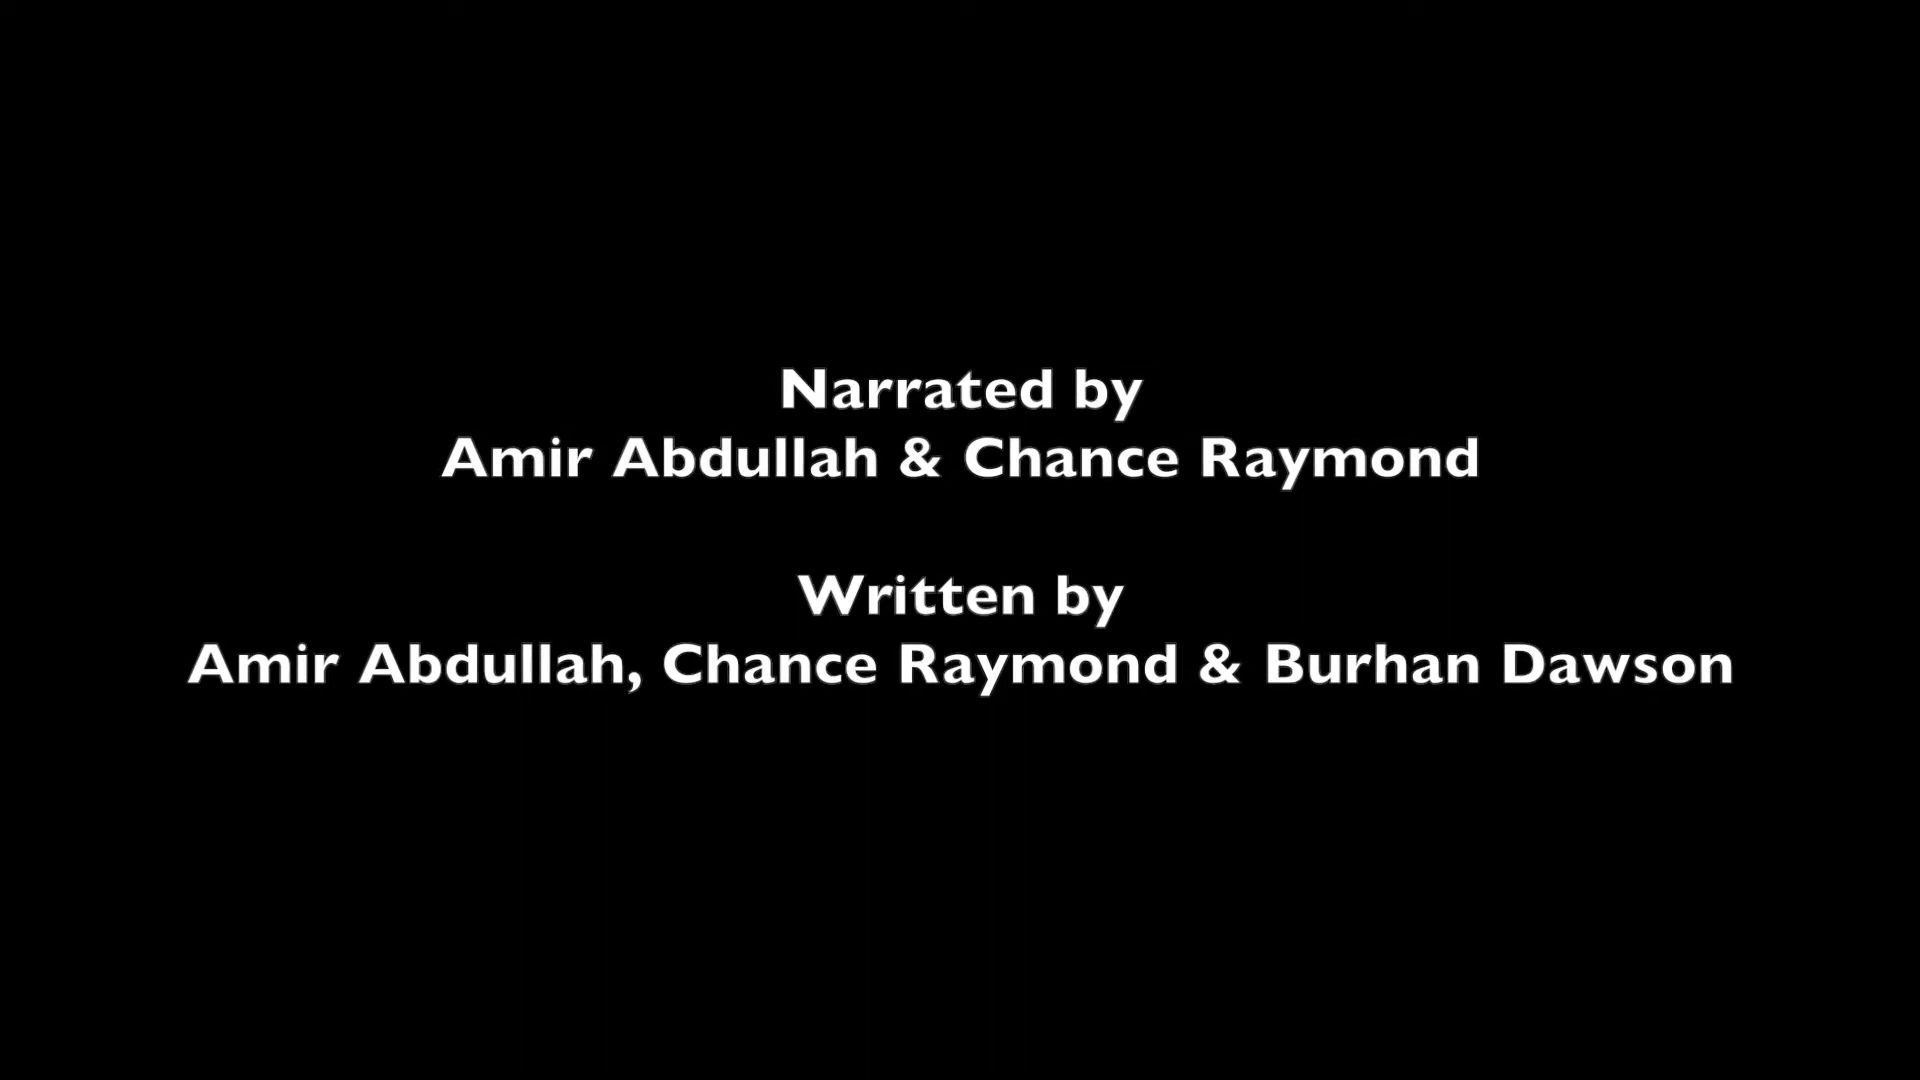 Narrated by
Amir Abdullah & Chance Raymond
Written by
Amir Abdullah, Chance Raymond & Burhan Dawson